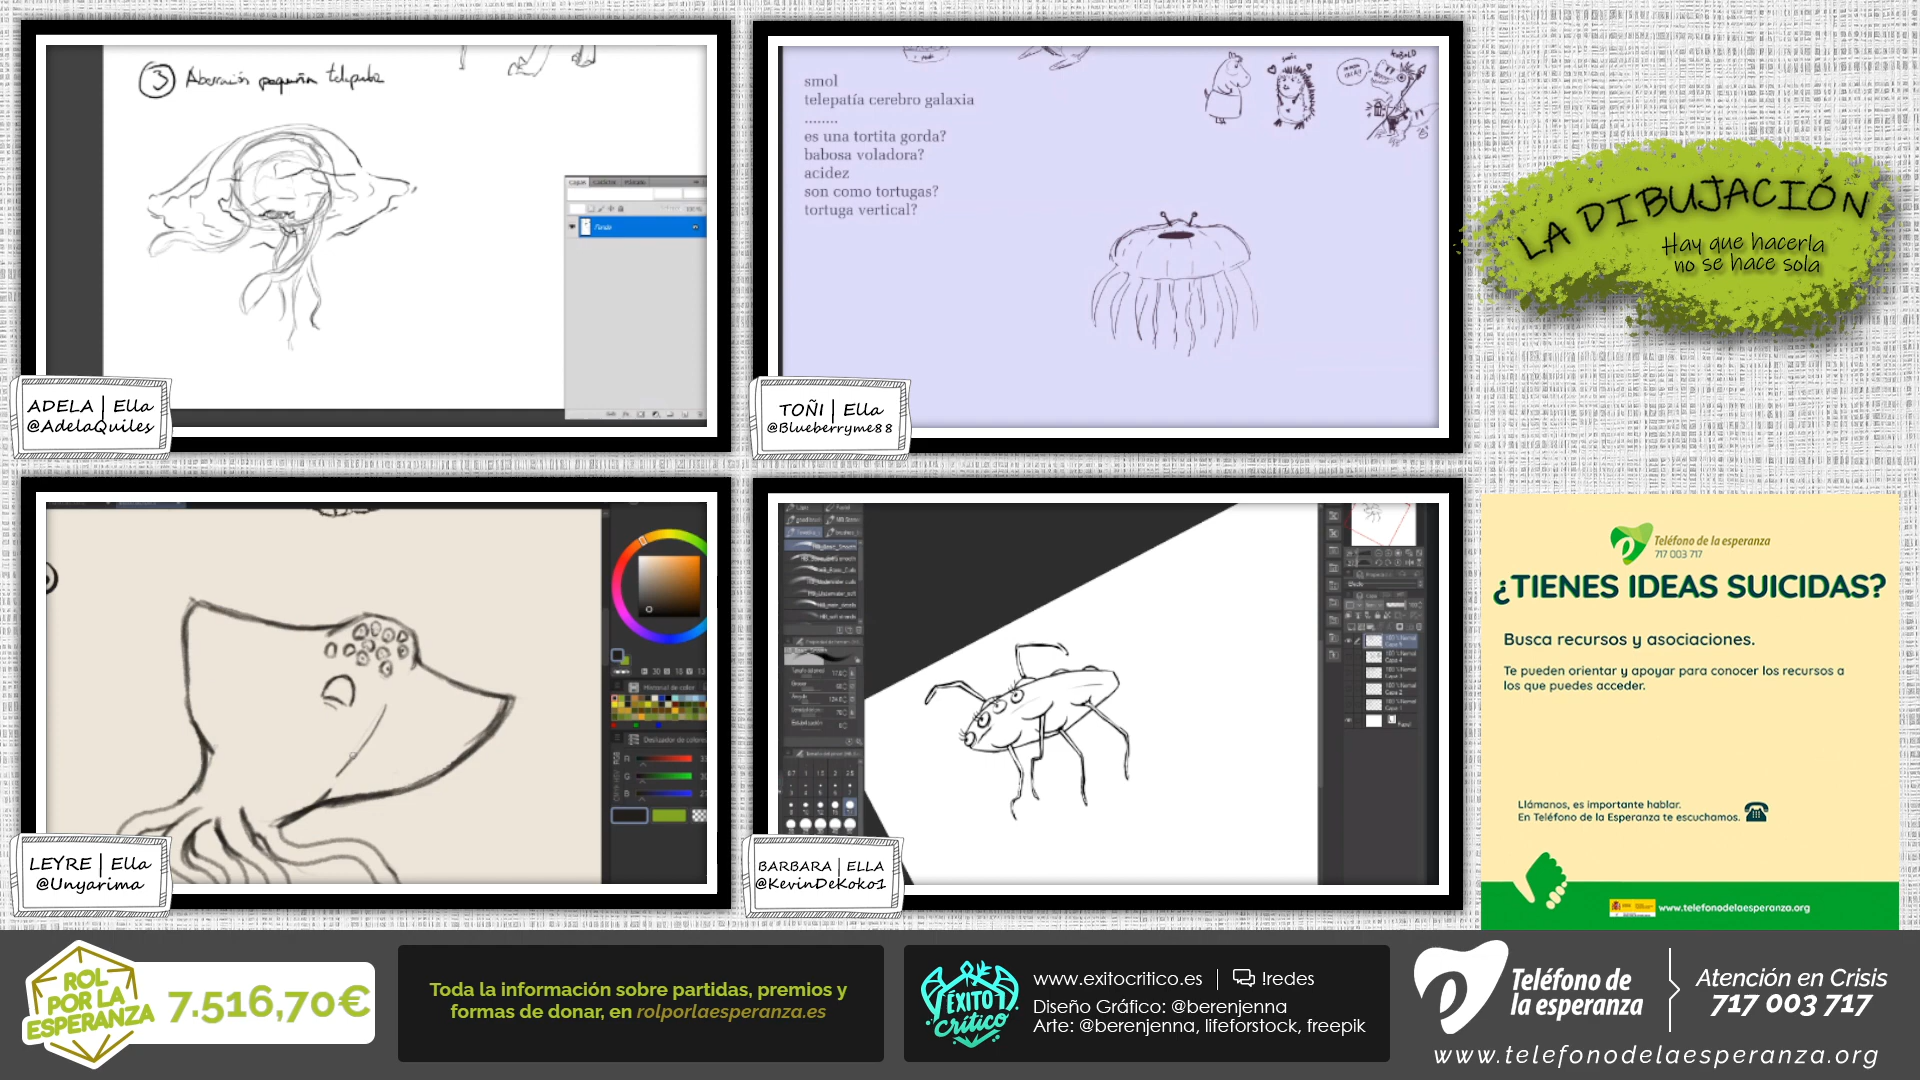 3 Aberración pequeña telépata
Capas
ADELA | Ella
@AdelaQuiles
smol
telepatía cerebro galaxia
........
es una tortita gorda?
babosa voladora?
acidez
son como tortugas?
tortuga vertical?
TOÑI | Ella
@Blueberryme88
LA DIBUJACIÓN
Hay que hacerla
no se hace sola
LEYRE | Ella
@Unyarima
BARBARA | ELLA
@KevinDeKoko1
Teléfono de la esperanza
717 003 717
¿TIENES IDEAS SUICIDAS?
Busca recursos y asociaciones.
Te pueden orientar y apoyar para conocer los recursos a
los que puedes acceder.
Llámanos, es importante hablar.
En Teléfono de la Esperanza te escuchamos.
www.telefonodelaesperanza.org
ROL
POR LA
ESPERANZA
7.516,70€
Toda la información sobre partidas, premios y
formas de donar, en rolporlaesperanza.es
ÉXITO
Crítico
www.exitocritico.es | !redes
Diseño Gráfico: @berenjenna
Arte: @berenjenna, lifeforstock, freepik
Teléfono de
la esperanza
Atención en Crisis
717 003 717
www.telefonodelaesperanza.org